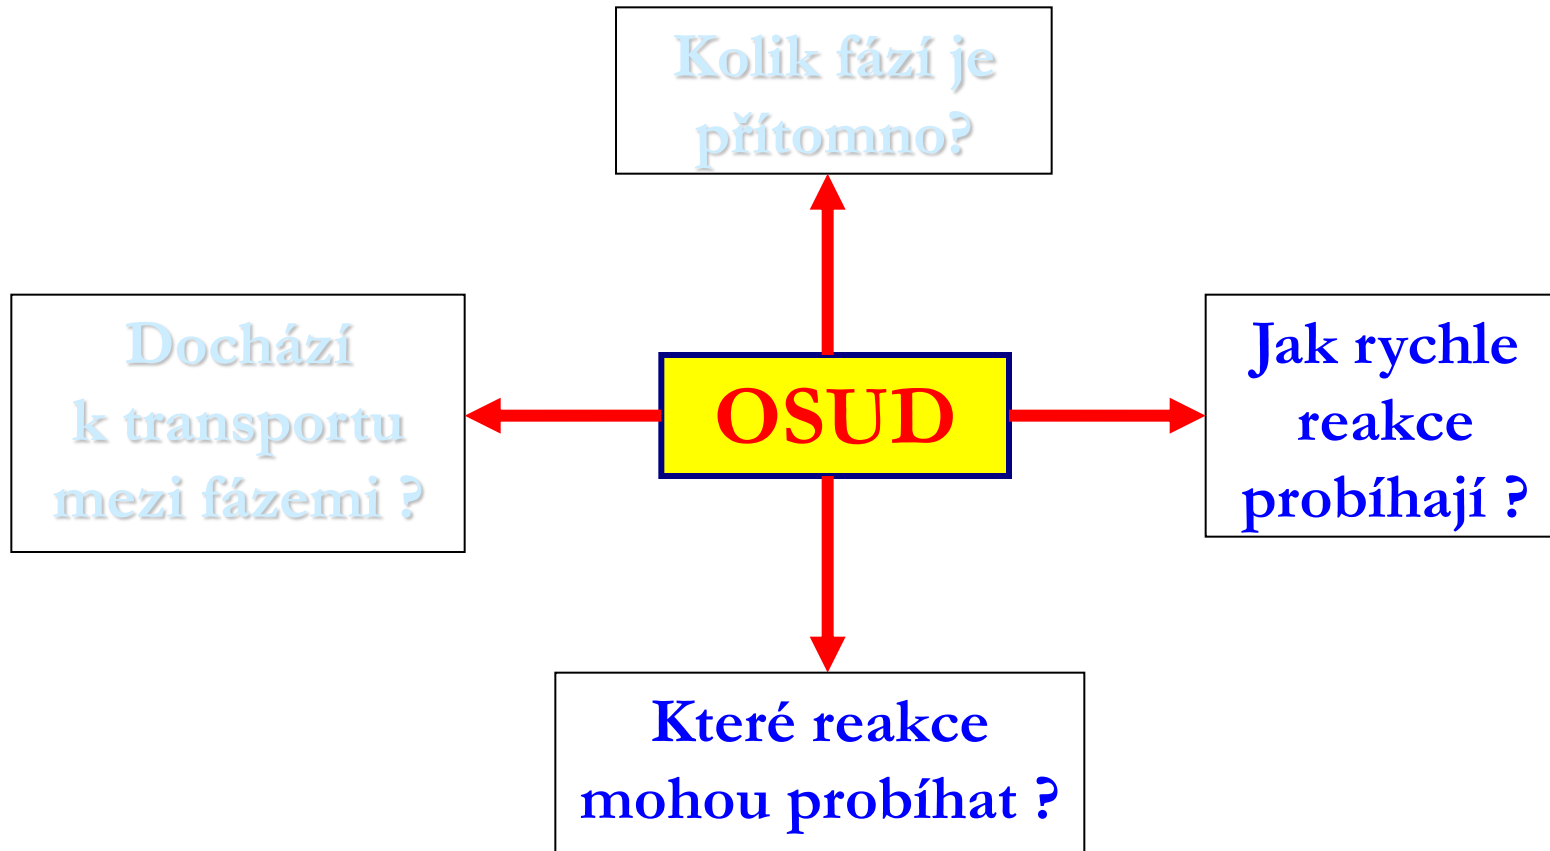 Kolik fází je
přítomno?
Dochází
k transportu
mezi fázemi ?
OSUD
Jak rychle
reakce
probíhají ?
Které reakce
mohou probíhat ?